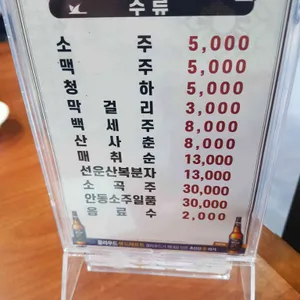 주류
소 주 5,000
맥 주 5,000
청 하 5,000
막 걸 리 3,000
백 세 주 8,000
산 사 춘 8,000
매 취 순 13,000
선운산복분자 13,000
소 곡 주 30,000
안동소주일품 30,000
음 료 수 2,000